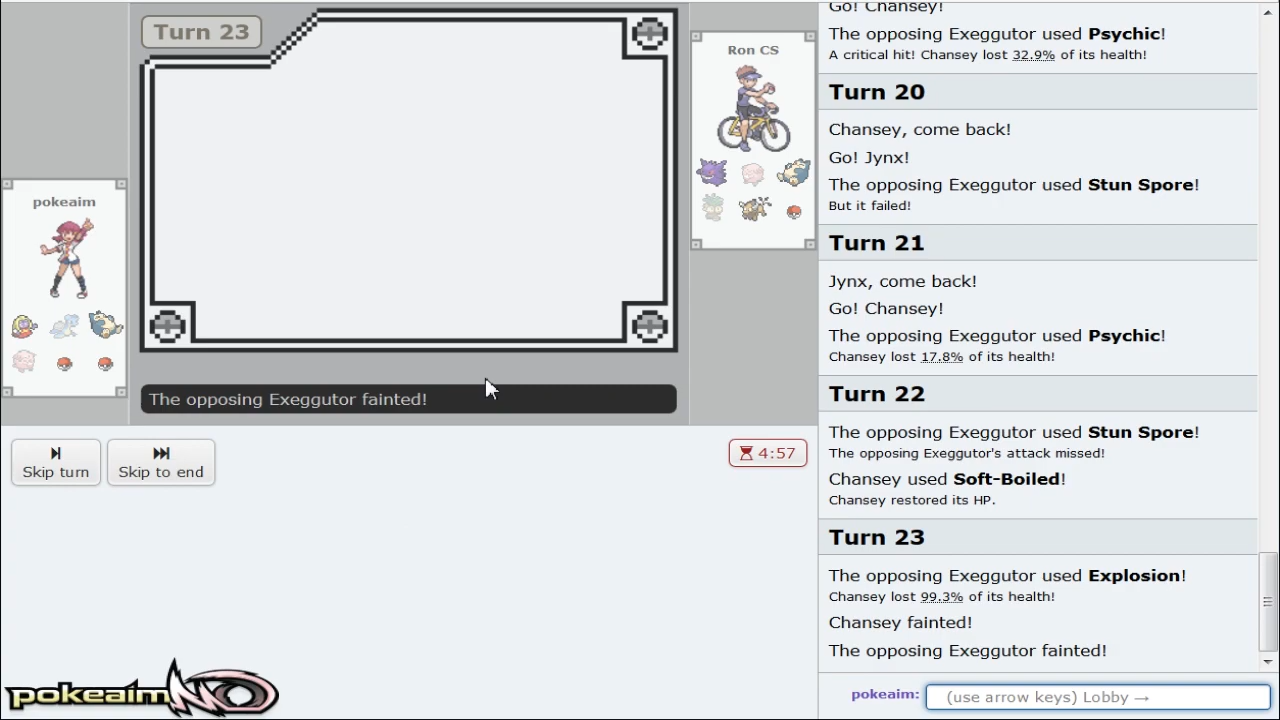 Turn 23
Ron CS
pokeaim
The opposing Exeggutor fainted!
Skip turn
Skip to end
4:57
Go! Chansey!
The opposing Exeggutor used Psychic!
A critical hit! Chansey lost 32.9% of its health!
Turn 20
Chansey, come back!
Go! Jynx!
The opposing Exeggutor used Stun Spore!
But it failed!
Turn 21
Jynx, come back!
Go! Chansey!
The opposing Exeggutor used Psychic!
Chansey lost 17.8% of its health!
Turn 22
The opposing Exeggutor used Stun Spore!
The opposing Exeggutor's attack missed!
Chansey used Soft-Boiled!
Chansey restored its HP.
Turn 23
The opposing Exeggutor used Explosion!
Chansey lost 99.3% of its health!
Chansey fainted!
The opposing Exeggutor fainted!
pokeaim: (use arrow keys) Lobby →
pokeaimNO